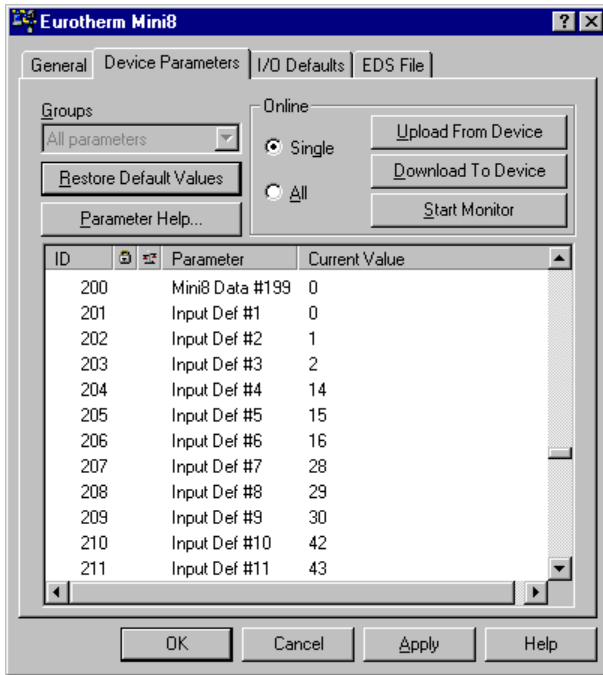 Eurotherm Mini8
General Device Parameters I/O Defaults EDS File
Groups
All parameters
Restore Default Values
Parameter Help...
Online
Single
All
Upload From Device
Download To Device
Start Monitor
ID Parameter Current Value
200 Mini8 Data #199 0
201 Input Def #1 0
202 Input Def #2 1
203 Input Def #3 2
204 Input Def #4 14
205 Input Def #5 15
206 Input Def #6 16
207 Input Def #7 28
208 Input Def #8 29
209 Input Def #9 30
210 Input Def #10 42
211 Input Def #11 43
OK Cancel Apply Help